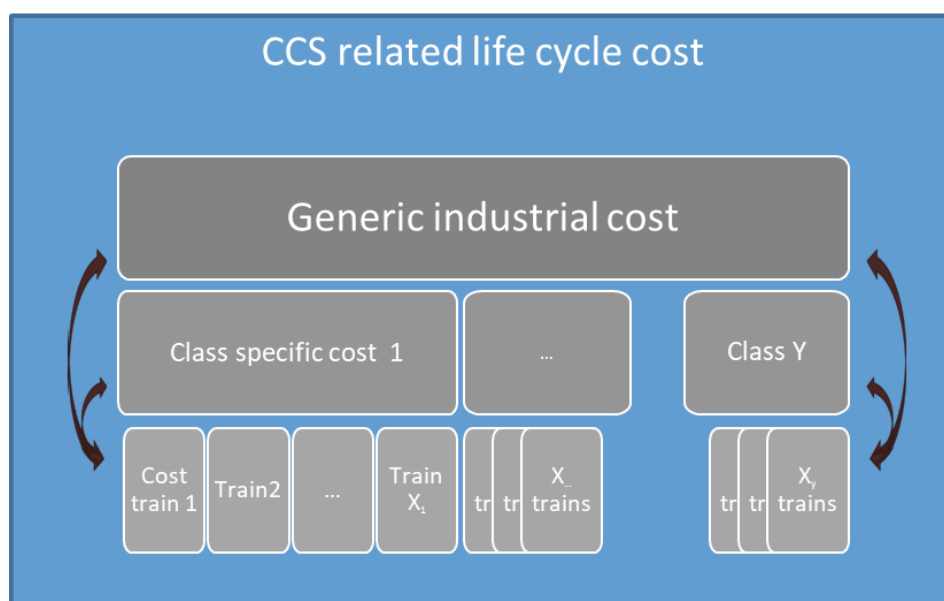 CCS related life cycle cost
Generic industrial cost
Class specific cost 1
...
Class Y
Cost
train 1
Train2
...
Train
X₁
tr
tr
X_
trains
tr
tr
Xᵧ
trains